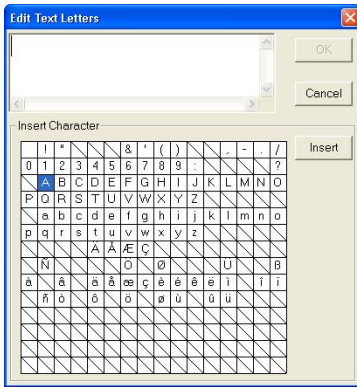 Edit Text Letters
OK
Cancel
Insert Character
Insert
! " & ' ( ) , - . /
0 1 2 3 4 5 6 7 8 9 : ?
A B C D E F G H I J K L M N O
P Q R S T U V W X Y Z
a b c d e f g h i j k l m n o
p q r s t u v w x y z
Ä Å Æ Ç
Ñ Ö Ø Ü ß
à â ä å æ ç è é ê ë ì î ï
ñ ò ô ö ø ù û ü